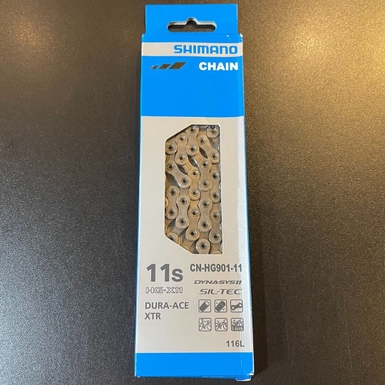 SHIMANO
CHAIN
11s
CN-HG901-11
HG-X11
DYNASYS11
SIL-TEC
DURA-ACE
XTR
116L